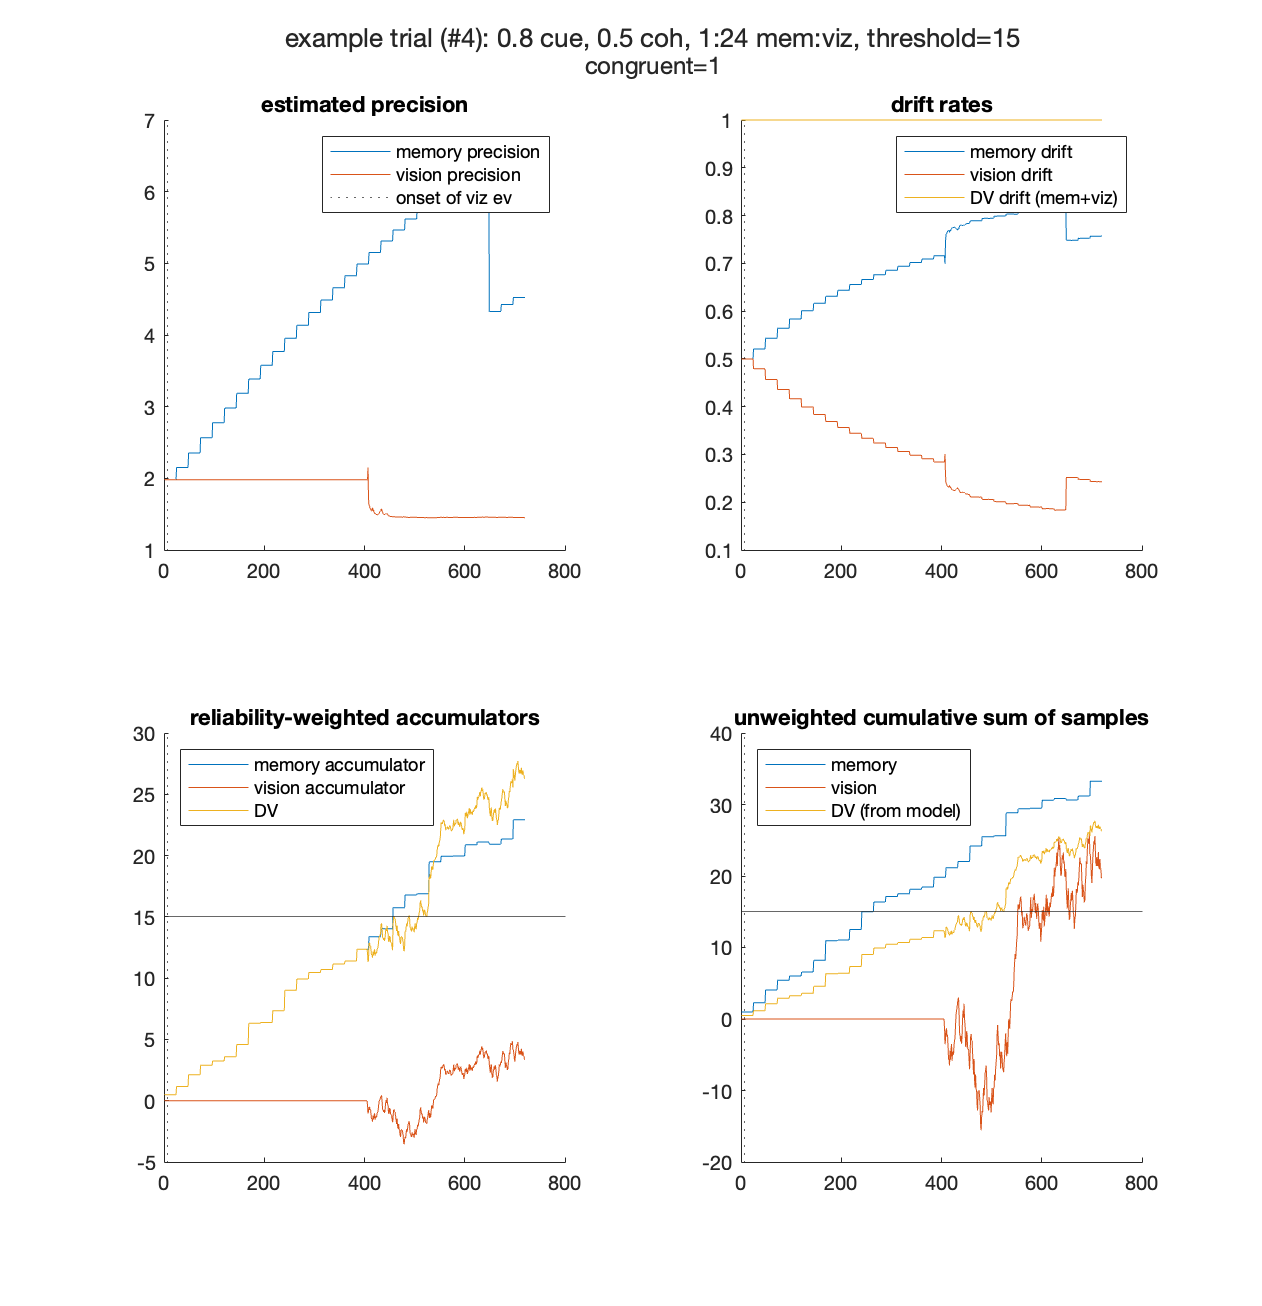 example trial (#4): 0.8 cue, 0.5 coh, 1:24 mem:viz, threshold=15
congruent=1
estimated precision
7
6
5
4
3
2
1
0
200
400
600
800
memory precision
vision precision
onset of viz ev
drift rates
1
0.9
0.8
0.7
0.6
0.5
0.4
0.3
0.2
0.1
0
200
400
600
800
memory drift
vision drift
DV drift (mem+viz)
reliability-weighted accumulators
30
25
20
15
10
5
0
-5
0
200
400
600
800
memory accumulator
vision accumulator
DV
unweighted cumulative sum of samples
40
30
20
10
0
-10
-20
0
200
400
600
800
memory
vision
DV (from model)